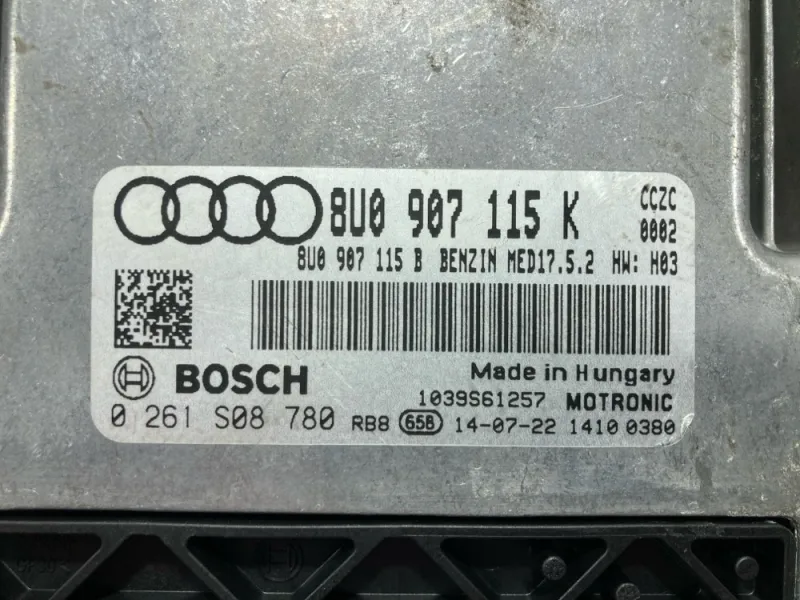 8U0 907 115 K CCZC
0002
8U0 907 115 B BENZIN MED17.5.2 HW: H03
BOSCH Made in Hungary
1039S61257 MOTRONIC
0 261 S08 780 RB8 658 14-07-22 1410 0380